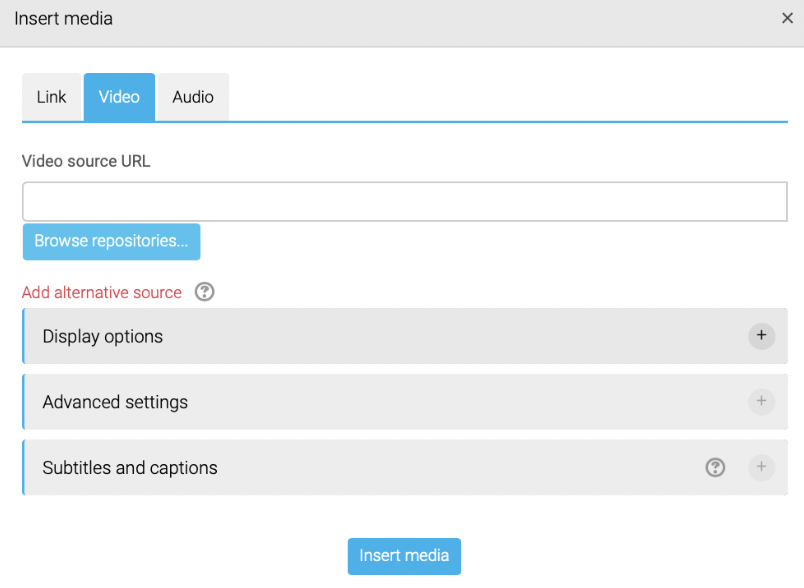 Insert media
Link Video Audio
Video source URL
Browse repositories...
Add alternative source ?
Display options +
Advanced settings +
Subtitles and captions ? +
Insert media